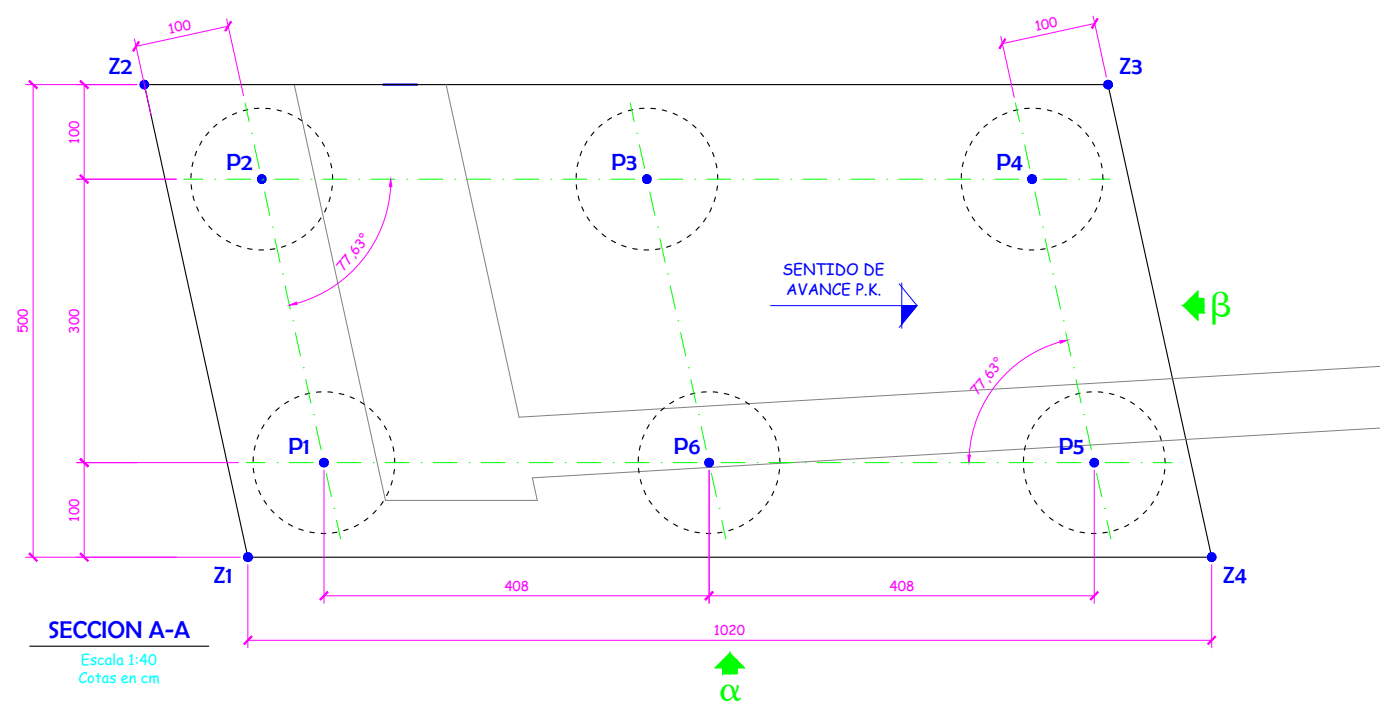 100
100
Z2
Z3
100
P2
P3
P4
77,63°
SENTIDO DE
AVANCE P.K.
β
500
300
77,63°
P1
P6
P5
100
Z1
Z4
408
408
1020
SECCION A-A
Escala 1:40
Cotas en cm
α